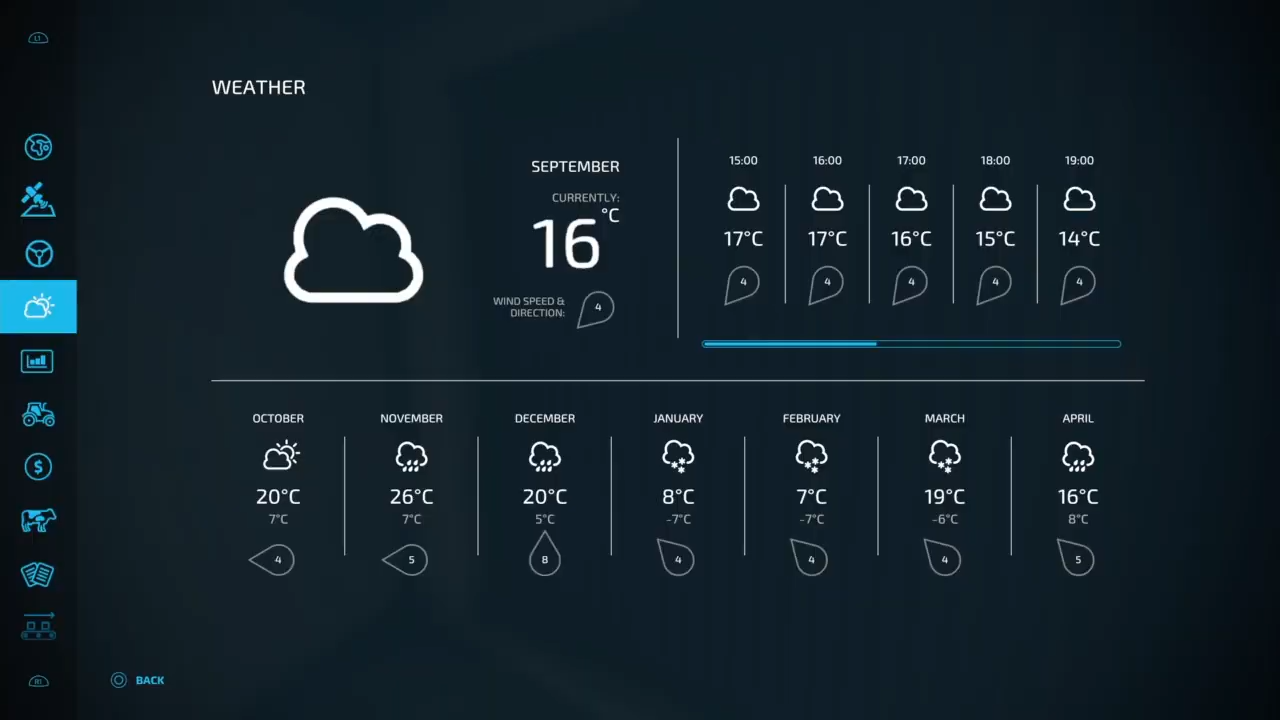 L1
WEATHER
SEPTEMBER
CURRENTLY:
16 °C
WIND SPEED &
DIRECTION:
4
15:00 16:00 17:00 18:00 19:00
17°C 17°C 16°C 15°C 14°C
4 4 4 4 4
OCTOBER NOVEMBER DECEMBER JANUARY FEBRUARY MARCH APRIL
20°C 26°C 20°C 8°C 7°C 19°C 16°C
7°C 7°C 5°C -7°C -7°C -6°C 8°C
4 5 8 4 4 4 5
$
R1
BACK